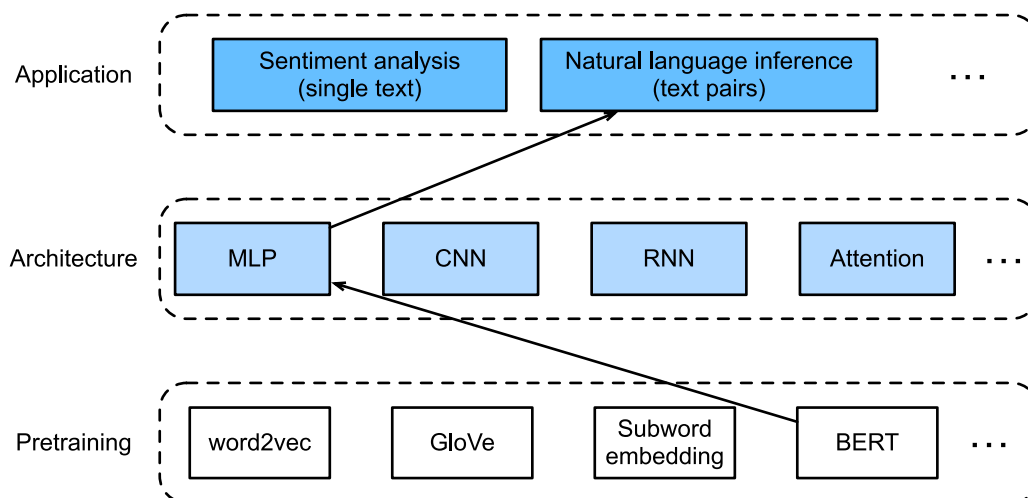 Application
Sentiment analysis
(single text)
Natural language inference
(text pairs)
...
Architecture
MLP
CNN
RNN
Attention
...
Pretraining
word2vec
GloVe
Subword
embedding
BERT
...